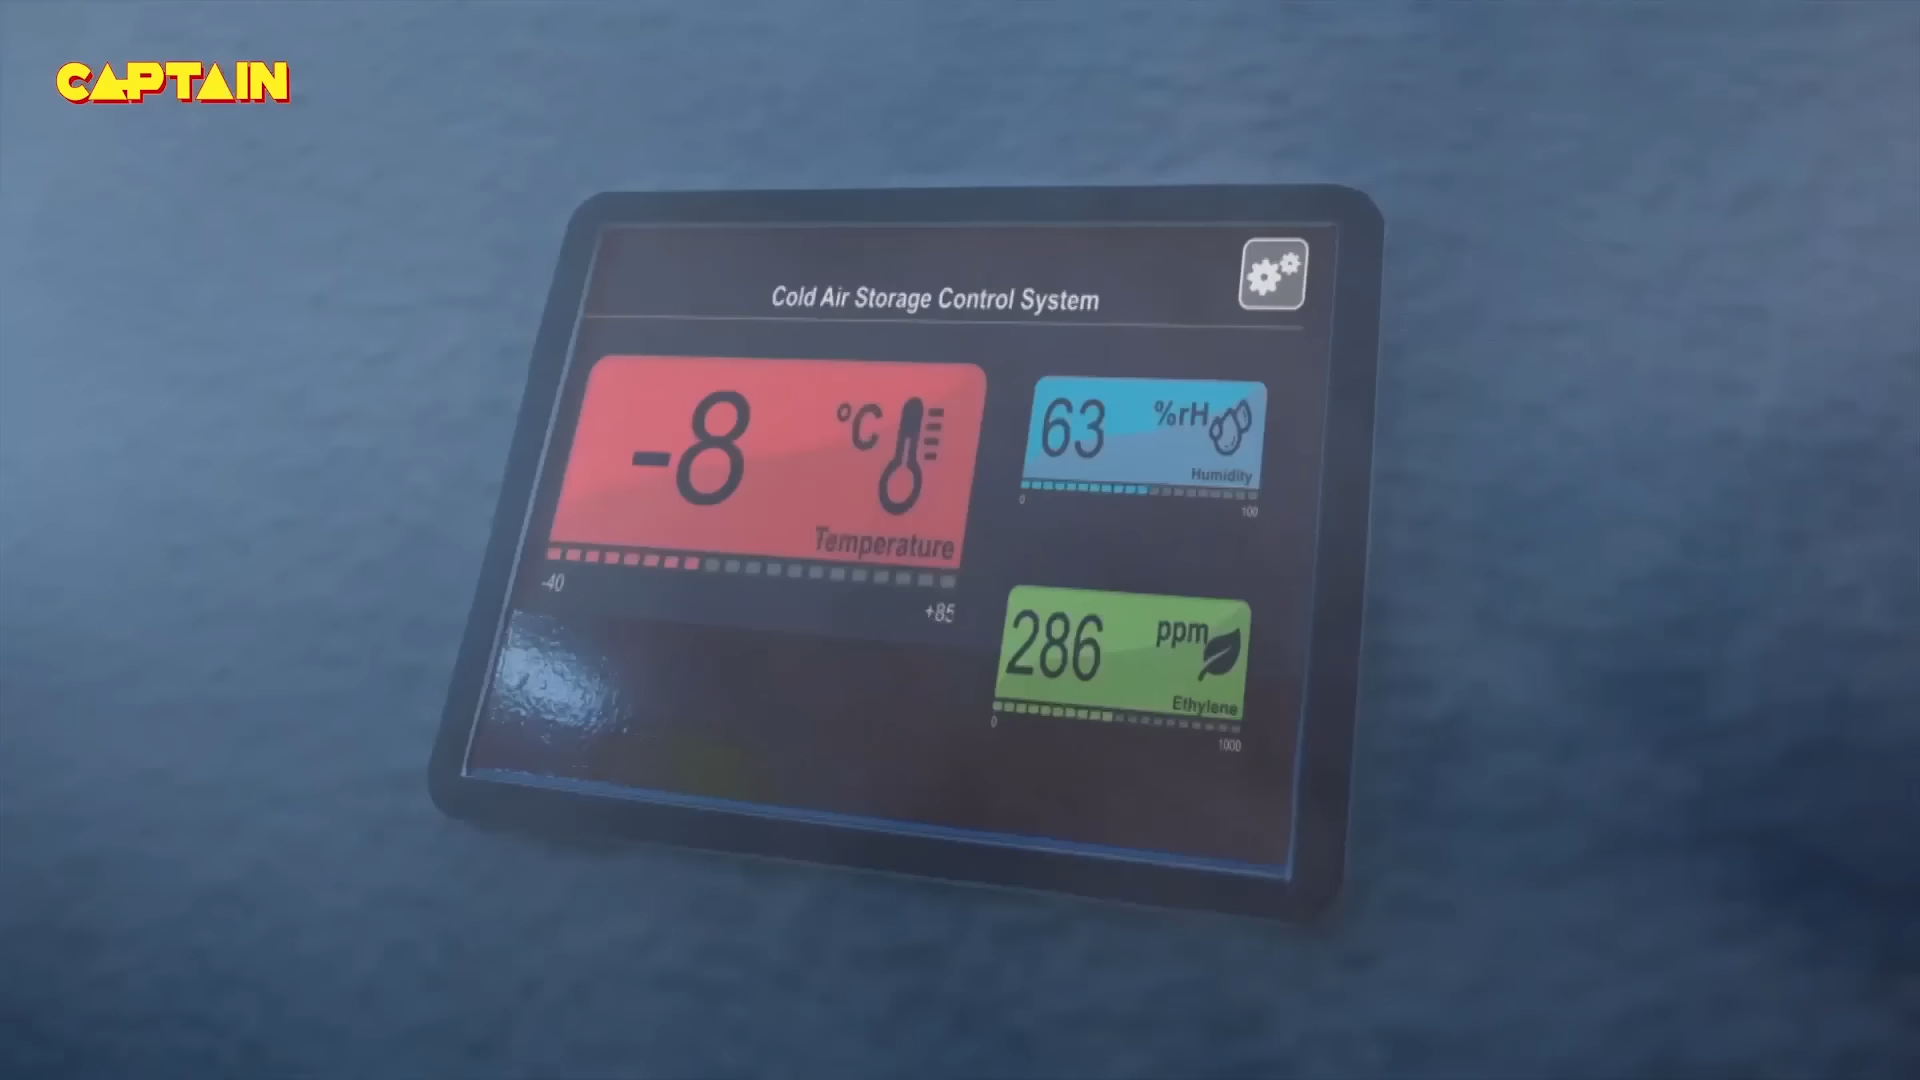 CAPTAIN
Cold Air Storage Control System
-8 °C
Temperature
-40
+85
63 %rH
Humidity
0
100
286 ppm
Ethylene
0
1000